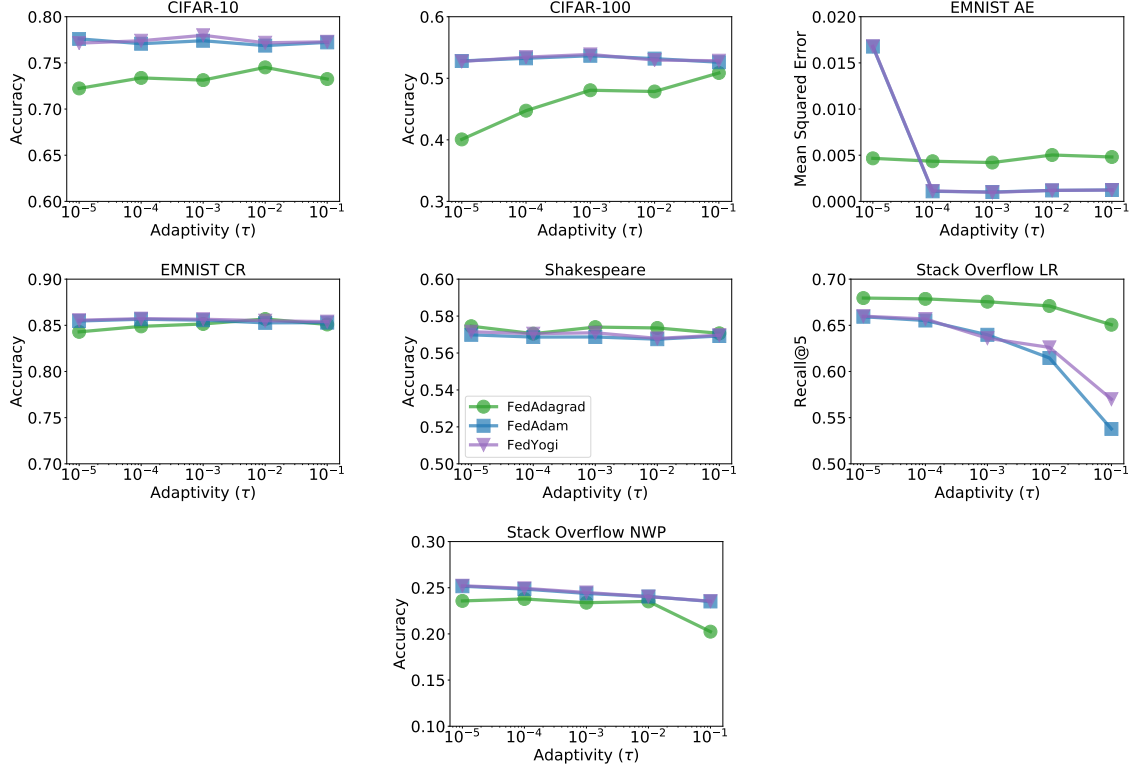 CIFAR-10
0.80
0.75
0.70
0.65
0.60
Accuracy
10⁻⁵ 10⁻⁴ 10⁻³ 10⁻² 10⁻¹
Adaptivity (τ)
CIFAR-100
0.6
0.5
0.4
0.3
Accuracy
10⁻⁵ 10⁻⁴ 10⁻³ 10⁻² 10⁻¹
Adaptivity (τ)
EMNIST AE
0.020
0.015
0.010
0.005
0.000
Mean Squared Error
10⁻⁵ 10⁻⁴ 10⁻³ 10⁻² 10⁻¹
Adaptivity (τ)
EMNIST CR
0.90
0.85
0.80
0.75
0.70
Accuracy
10⁻⁵ 10⁻⁴ 10⁻³ 10⁻² 10⁻¹
Adaptivity (τ)
Shakespeare
0.60
0.58
0.56
0.54
0.52
0.50
Accuracy
FedAdagrad
FedAdam
FedYogi
10⁻⁵ 10⁻⁴ 10⁻³ 10⁻² 10⁻¹
Adaptivity (τ)
Stack Overflow LR
0.70
0.65
0.60
0.55
0.50
Recall@5
10⁻⁵ 10⁻⁴ 10⁻³ 10⁻² 10⁻¹
Adaptivity (τ)
Stack Overflow NWP
0.30
0.25
0.20
0.15
0.10
Accuracy
10⁻⁵ 10⁻⁴ 10⁻³ 10⁻² 10⁻¹
Adaptivity (τ)